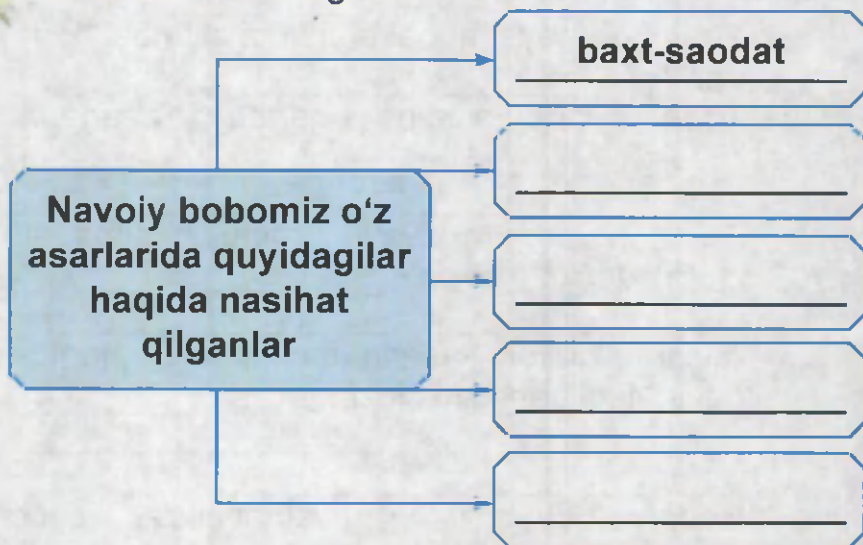 baxt-saodat
Navoiy bobomiz o‘z
asarlarida quyidagilar
haqida nasihat
qilganlar